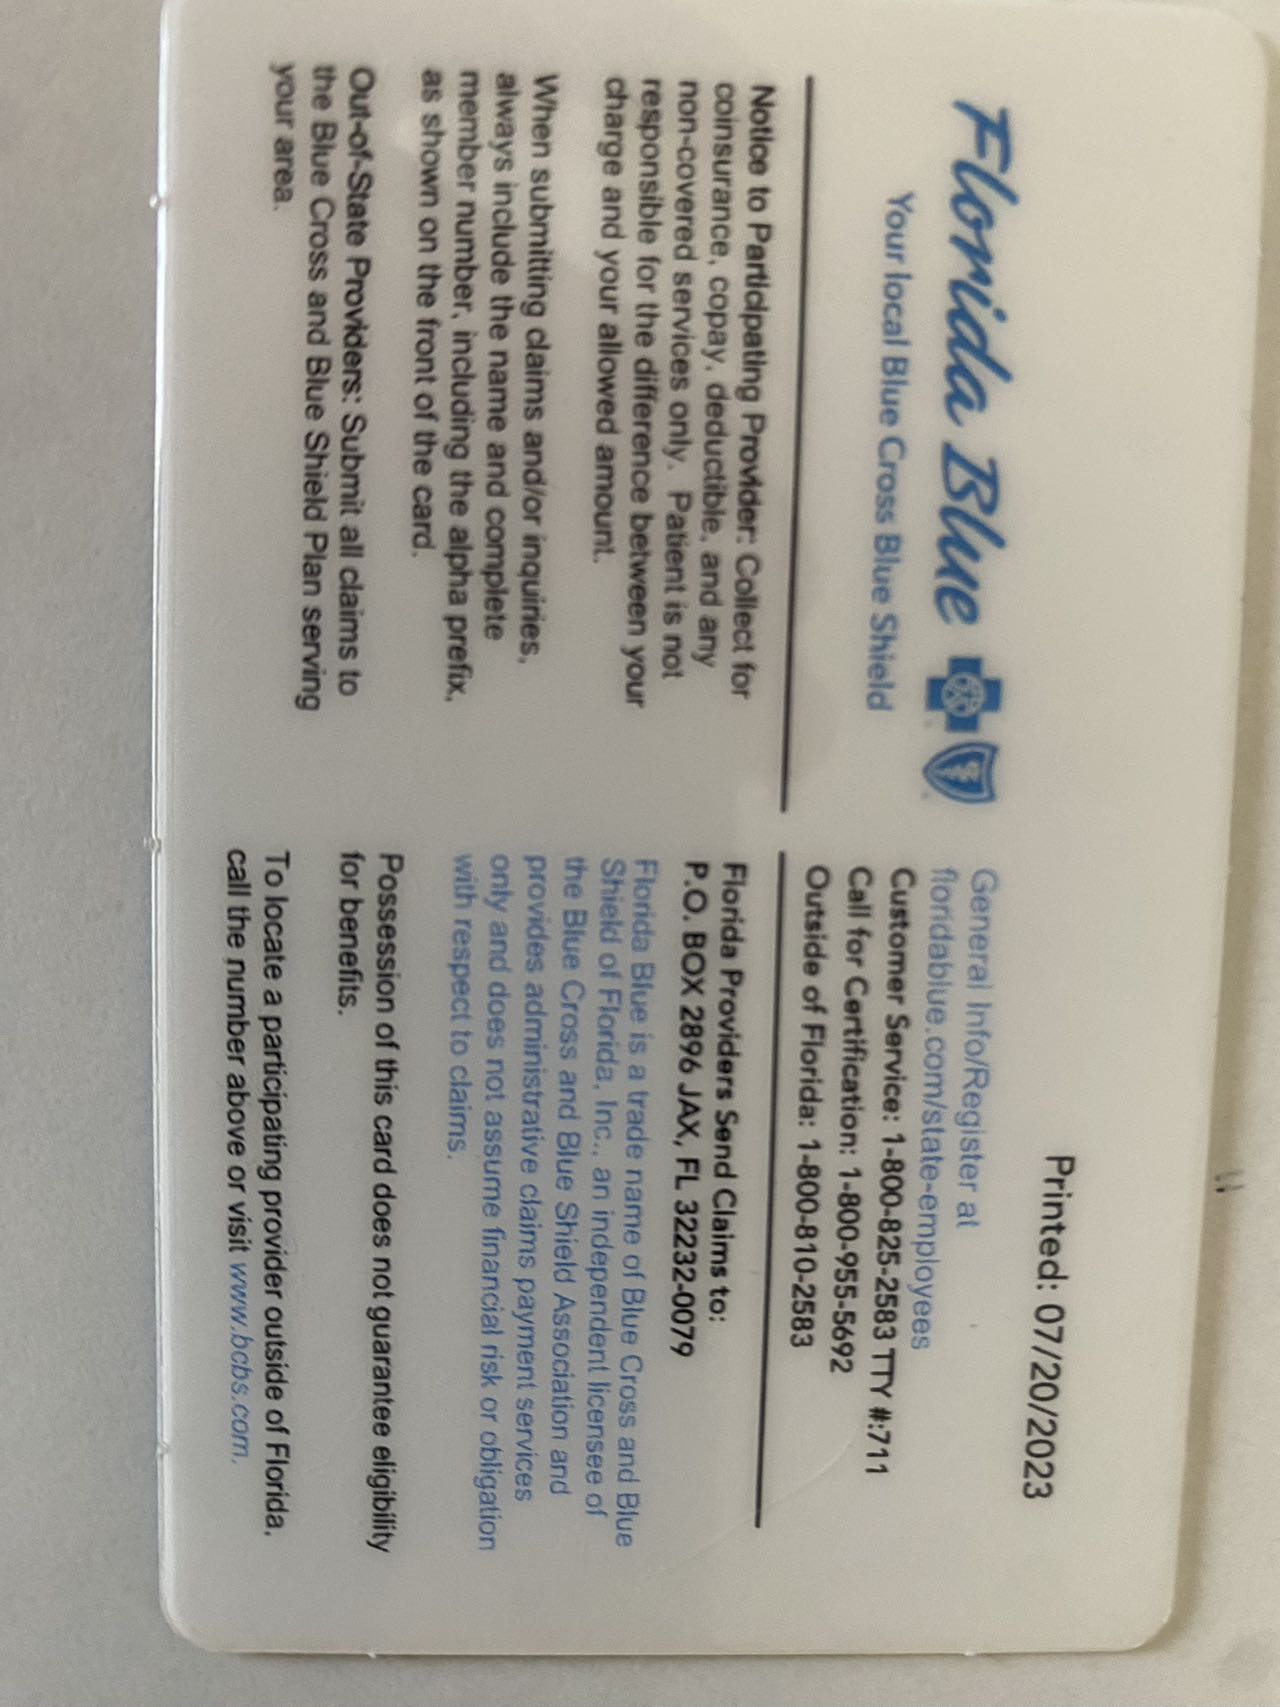 Florida Blue
Your local Blue Cross Blue Shield
Notice to Participating Provider: Collect for
coinsurance, copay, deductible, and any
non-covered services only. Patient is not
responsible for the difference between your
charge and your allowed amount.
When submitting claims and/or inquiries,
always include the name and complete
member number, including the alpha prefix,
as shown on the front of the card.
Out-of-State Providers: Submit all claims to
the Blue Cross and Blue Shield Plan serving
your area.
Printed: 07/20/2023
General Info/Register at
floridablue.com/state-employees
Customer Service: 1-800-825-2583 TTY #:711
Call for Certification: 1-800-955-5692
Outside of Florida: 1-800-810-2583
Florida Providers Send Claims to:
P.O. BOX 2896 JAX, FL 32232-0079
Florida Blue is a trade name of Blue Cross and Blue
Shield of Florida, Inc., an independent licensee of
the Blue Cross and Blue Shield Association and
provides administrative claims payment services
only and does not assume financial risk or obligation
with respect to claims.
Possession of this card does not guarantee eligibility
for benefits.
To locate a participating provider outside of Florida,
call the number above or visit www.bcbs.com.